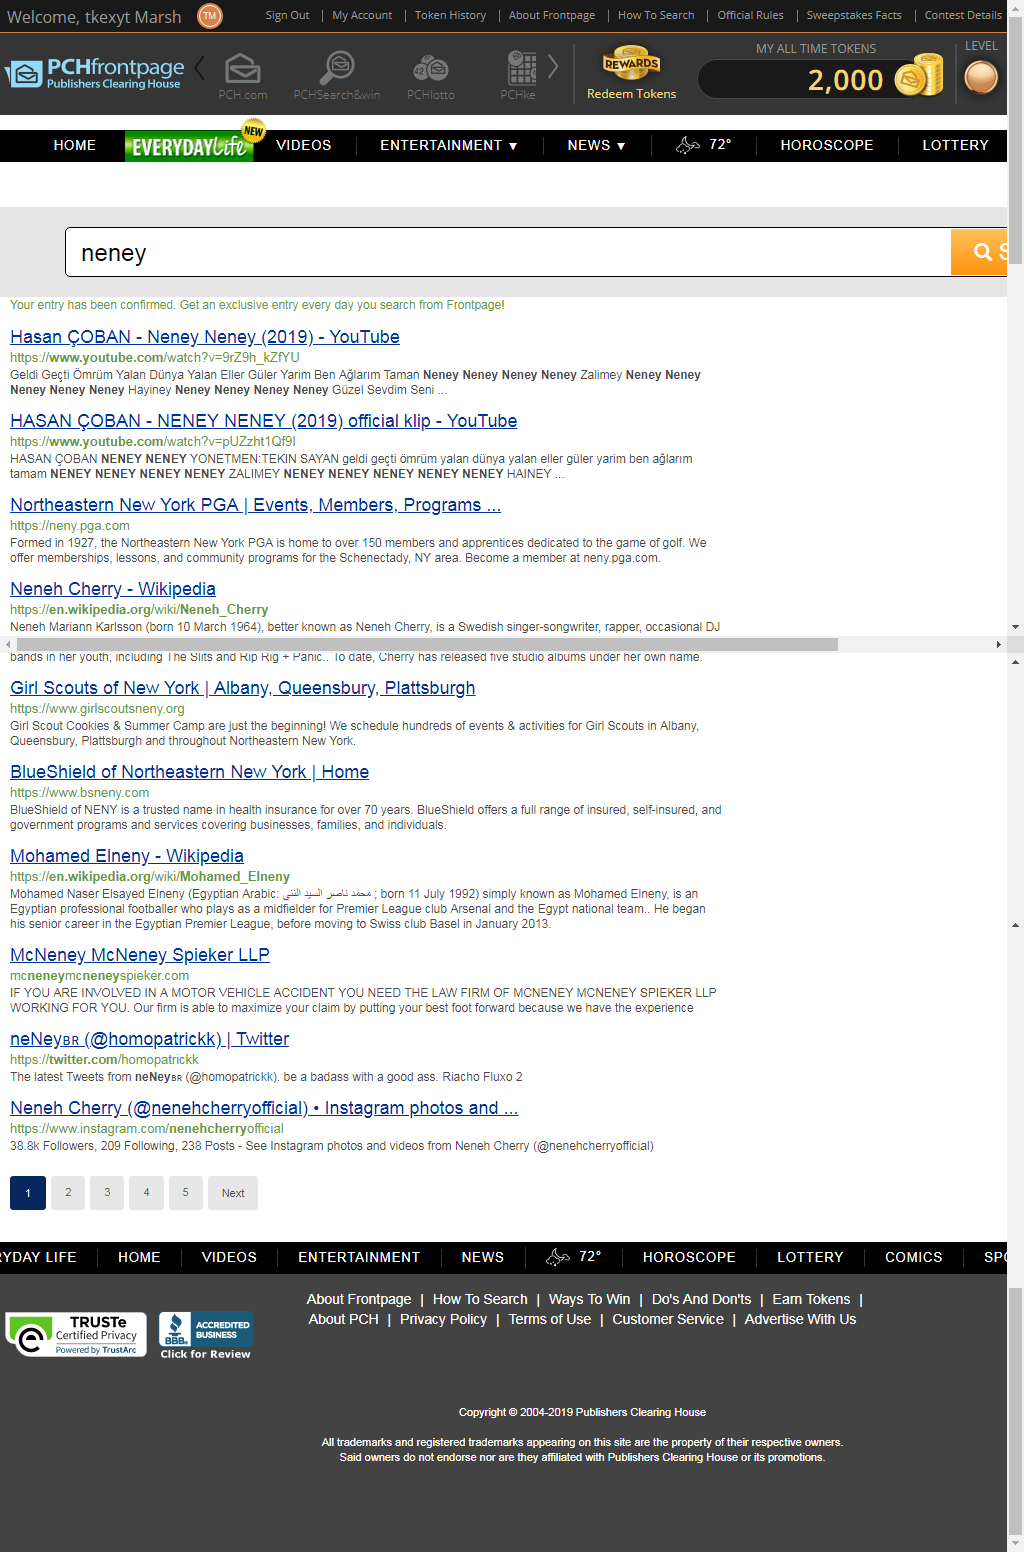 Welcome, tkexyt Marsh TM Sign Out | My Account | Token History | About Frontpage | How To Search | Official Rules | Sweepstakes Facts | Contest Details
PCHfrontpage
Publishers Clearing House
PCH.com PCHSearch&win PCHlotto PCHke
REWARDS
Redeem Tokens
MY ALL TIME TOKENS
2,000
LEVEL
HOME EVERYDAY Life NEW VIDEOS ENTERTAINMENT ▼ NEWS ▼ 72° HOROSCOPE LOTTERY
neney
Your entry has been confirmed. Get an exclusive entry every day you search from Frontpage!
Hasan ÇOBAN - Neney Neney (2019) - YouTube
https://www.youtube.com/watch?v=9rZ9h_kZfYU
Geldi Geçti Ömrüm Yalan Dünya Yalan Eller Güler Yarim Ben Ağlarım Taman Neney Neney Neney Neney Zalimey Neney Neney
Neney Neney Neney Hayiney Neney Neney Neney Neney Güzel Sevdim Seni ...
HASAN ÇOBAN - NENEY NENEY (2019) official klip - YouTube
https://www.youtube.com/watch?v=pUZzht1Qf9I
HASAN ÇOBAN NENEY NENEY YONETMEN:TEKIN SAYAN geldi geçti ömrüm yalan dünya yalan eller güler yarim ben ağlarım
tamam NENEY NENEY NENEY NENEY ZALIMEY NENEY NENEY NENEY NENEY NENEY HAINEY ...
Northeastern New York PGA | Events, Members, Programs ...
https://neny.pga.com
Formed in 1927, the Northeastern New York PGA is home to over 150 members and apprentices dedicated to the game of golf. We
offer memberships, lessons, and community programs for the Schenectady, NY area. Become a member at neny.pga.com.
Neneh Cherry - Wikipedia
https://en.wikipedia.org/wiki/Neneh_Cherry
Neneh Mariann Karlsson (born 10 March 1964), better known as Neneh Cherry, is a Swedish singer-songwriter, rapper, occasional DJ
bands in her youth, including The Slits and Rip Rig + Panic.. To date, Cherry has released five studio albums under her own name.
Girl Scouts of New York | Albany, Queensbury, Plattsburgh
https://www.girlscoutsneny.org
Girl Scout Cookies & Summer Camp are just the beginning! We schedule hundreds of events & activities for Girl Scouts in Albany,
Queensbury, Plattsburgh and throughout Northeastern New York.
BlueShield of Northeastern New York | Home
https://www.bsneny.com
BlueShield of NENY is a trusted name in health insurance for over 70 years. BlueShield offers a full range of insured, self-insured, and
government programs and services covering businesses, families, and individuals.
Mohamed Elneny - Wikipedia
https://en.wikipedia.org/wiki/Mohamed_Elneny
Mohamed Naser Elsayed Elneny (Egyptian Arabic: محمد ناصر السيد الننى ; born 11 July 1992) simply known as Mohamed Elneny, is an
Egyptian professional footballer who plays as a midfielder for Premier League club Arsenal and the Egypt national team.. He began
his senior career in the Egyptian Premier League, before moving to Swiss club Basel in January 2013.
McNeney McNeney Spieker LLP
mcneneymcneneyspieker.com
IF YOU ARE INVOLVED IN A MOTOR VEHICLE ACCIDENT YOU NEED THE LAW FIRM OF MCNENEY MCNENEY SPIEKER LLP
WORKING FOR YOU. Our firm is able to maximize your claim by putting your best foot forward because we have the experience
neNeyʙʀ (@homopatrickk) | Twitter
https://twitter.com/homopatrickk
The latest Tweets from neNeyʙʀ (@homopatrickk). be a badass with a good ass. Riacho Fluxo 2
Neneh Cherry (@nenehcherryofficial) • Instagram photos and ...
https://www.instagram.com/nenehcherryofficial
38.8k Followers, 209 Following, 238 Posts - See Instagram photos and videos from Neneh Cherry (@nenehcherryofficial)
1 2 3 4 5 Next
RYDAY LIFE HOME VIDEOS ENTERTAINMENT NEWS 72° HOROSCOPE LOTTERY COMICS SPO
About Frontpage | How To Search | Ways To Win | Do's And Don'ts | Earn Tokens |
About PCH | Privacy Policy | Terms of Use | Customer Service | Advertise With Us
TRUSTe
Certified Privacy
Powered by TrustArc
BBB.
ACCREDITED
BUSINESS
Click for Review
Copyright © 2004-2019 Publishers Clearing House
All trademarks and registered trademarks appearing on this site are the property of their respective owners.
Said owners do not endorse nor are they affiliated with Publishers Clearing House or its promotions.